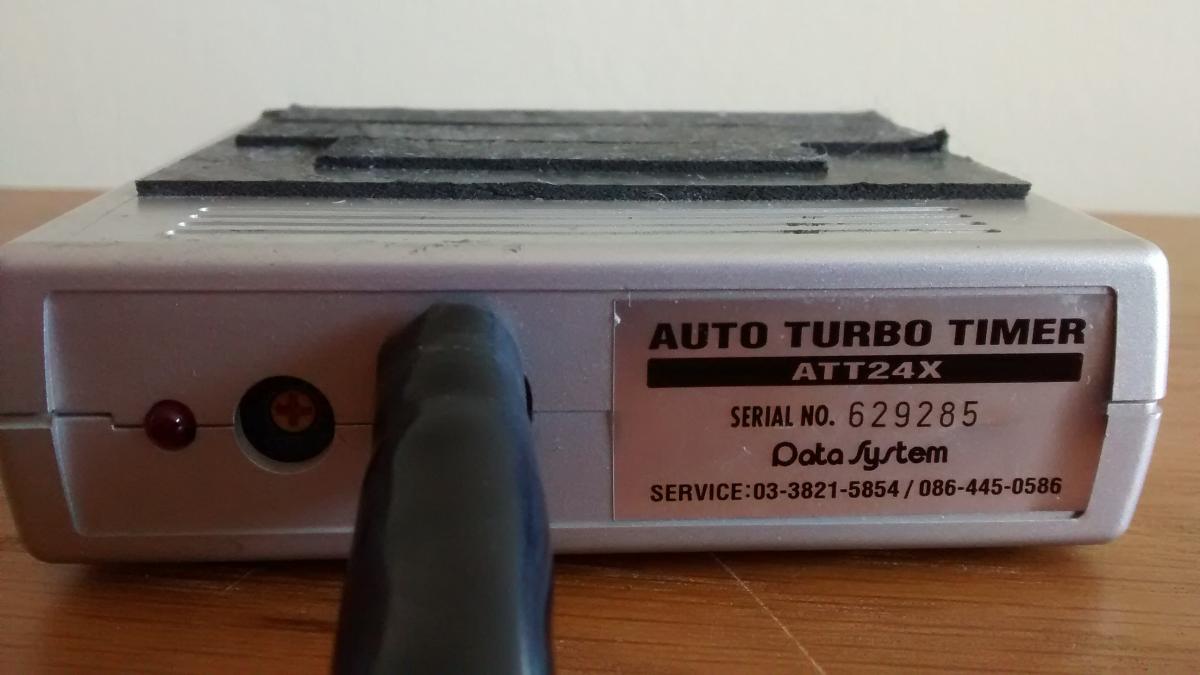 AUTO TURBO TIMER
ATT24X
SERIAL NO. 629285
Data System
SERVICE:03-3821-5854 / 086-445-0586